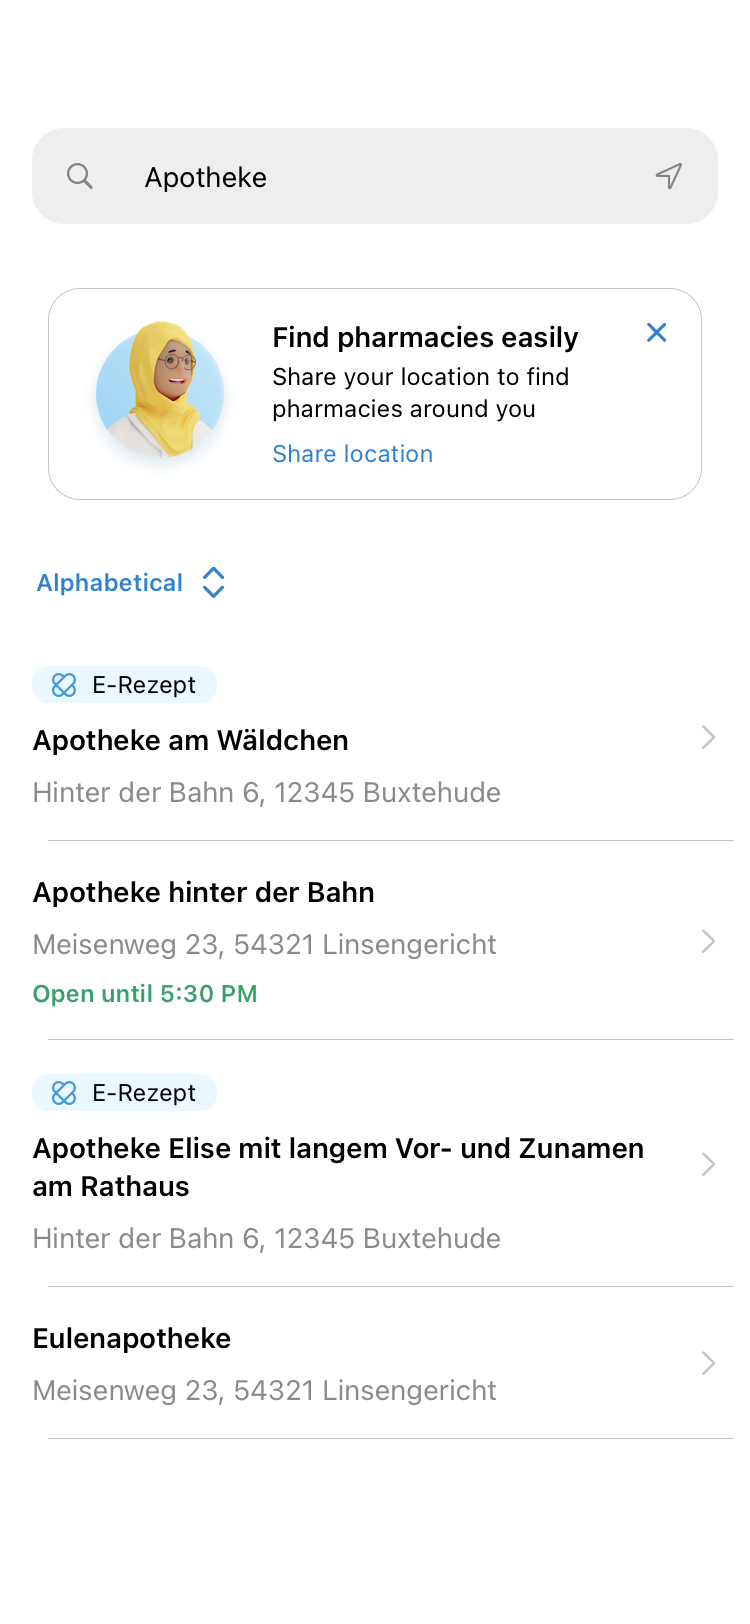 Apotheke
Find pharmacies easily
Share your location to find
pharmacies around you
Share location
Alphabetical
E-Rezept
Apotheke am Wäldchen
Hinter der Bahn 6, 12345 Buxtehude
Apotheke hinter der Bahn
Meisenweg 23, 54321 Linsengericht
Open until 5:30 PM
E-Rezept
Apotheke Elise mit langem Vor- und Zunamen
am Rathaus
Hinter der Bahn 6, 12345 Buxtehude
Eulenapotheke
Meisenweg 23, 54321 Linsengericht